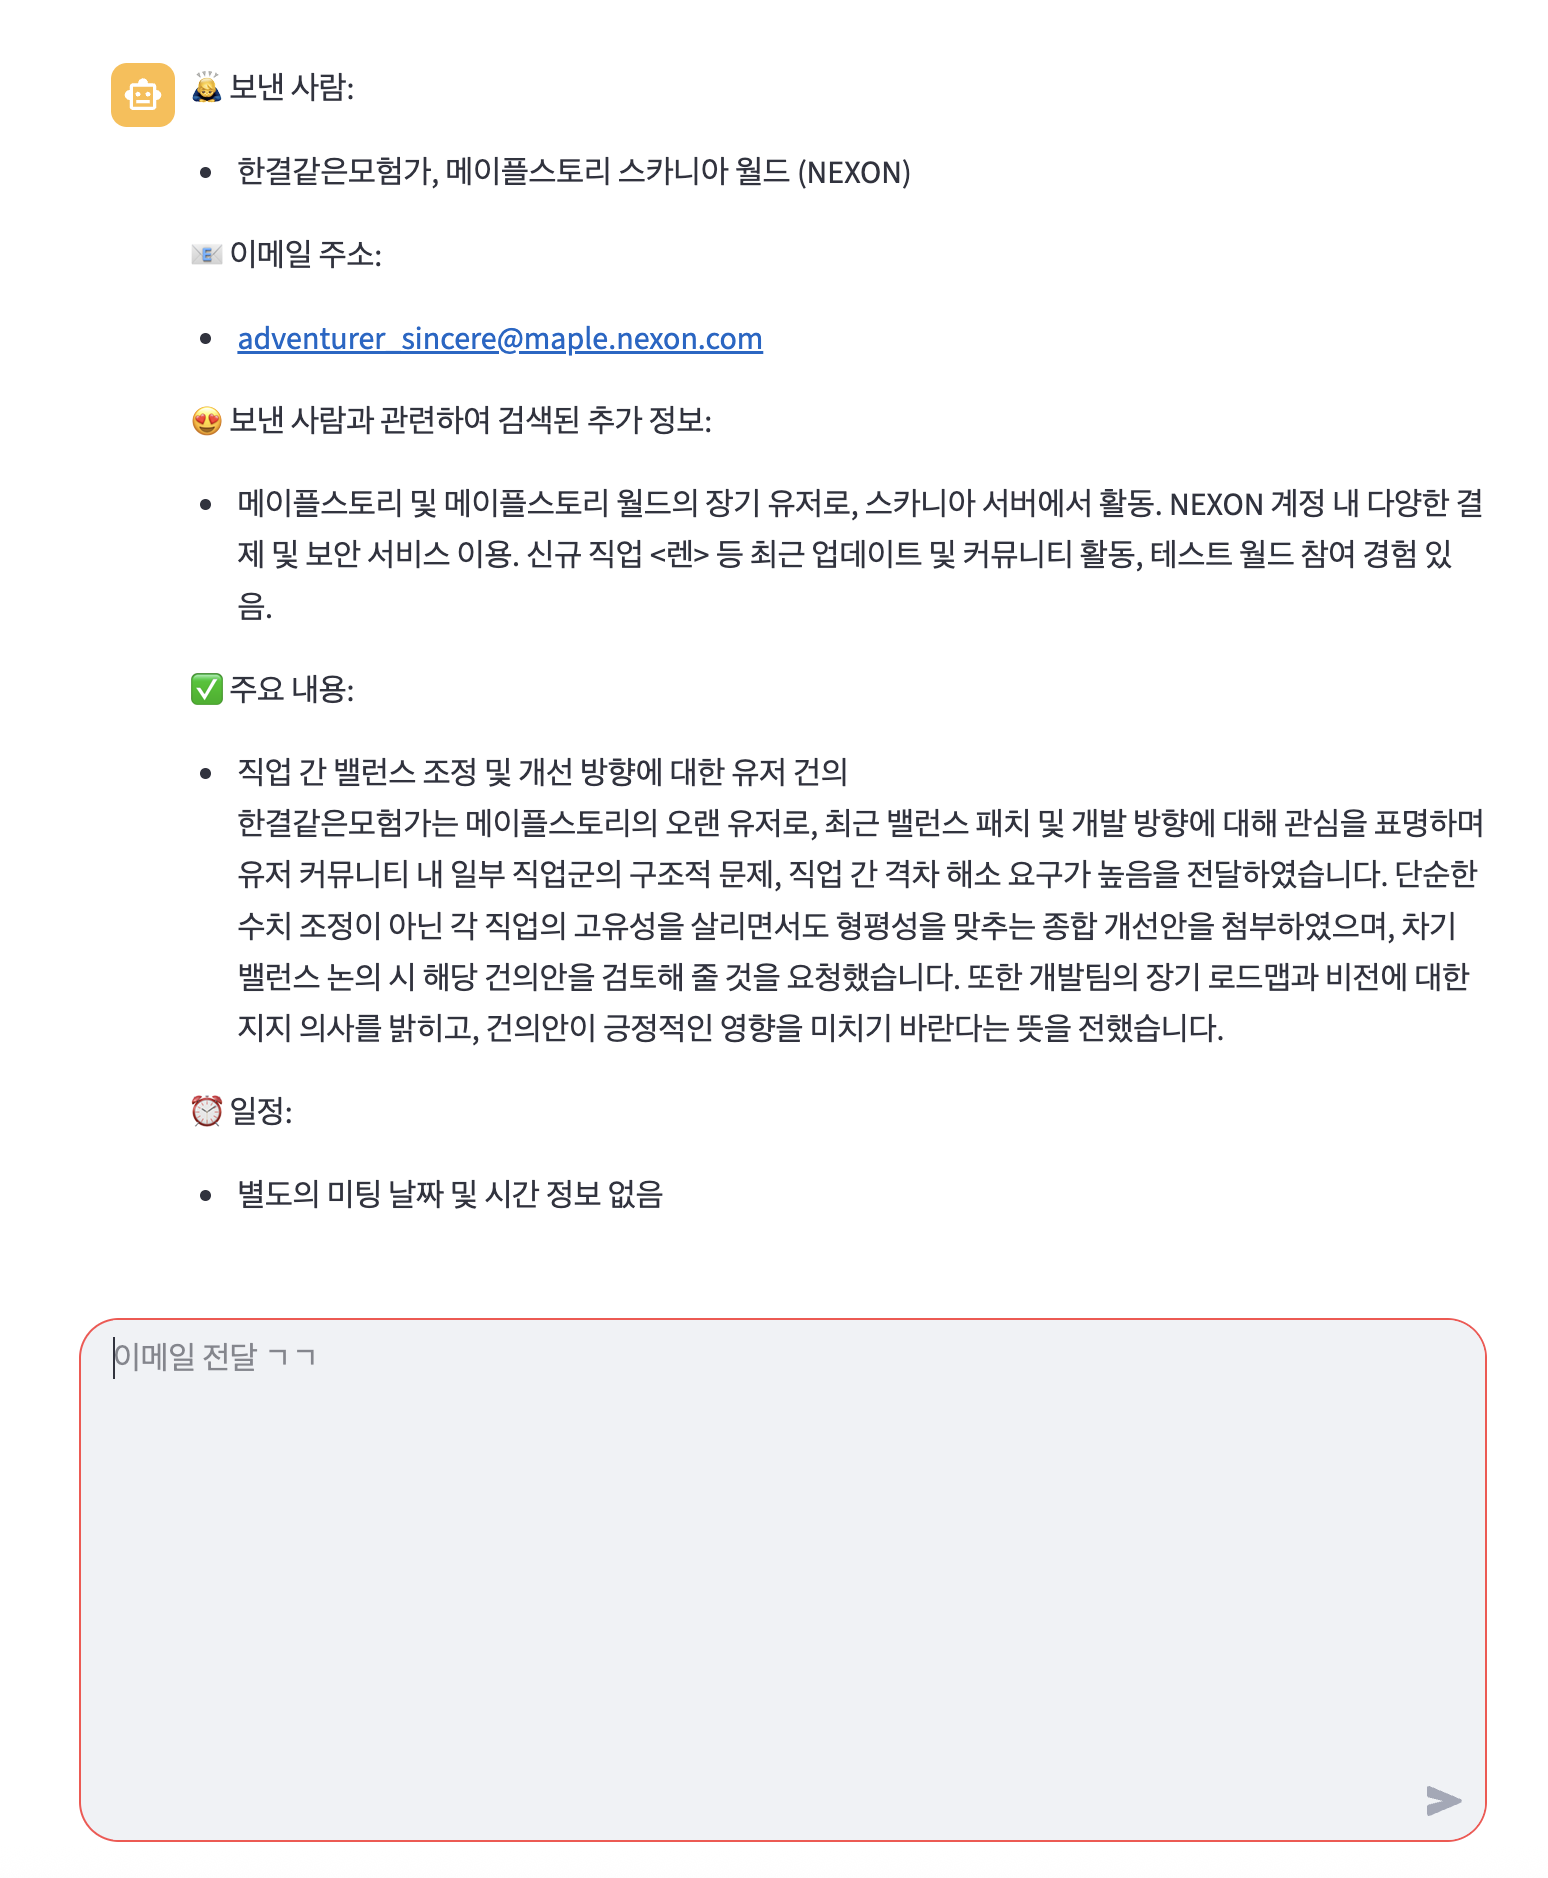 보낸 사람:
한결같은모험가, 메이플스토리 스카니아 월드 (NEXON)
이메일 주소:
adventurer_sincere@maple.nexon.com
보낸 사람과 관련하여 검색된 추가 정보:
메이플스토리 및 메이플스토리 월드의 장기 유저로, 스카니아 서버에서 활동. NEXON 계정 내 다양한 결
제 및 보안 서비스 이용. 신규 직업 <렌> 등 최근 업데이트 및 커뮤니티 활동, 테스트 월드 참여 경험 있
음.
주요 내용:
직업 간 밸런스 조정 및 개선 방향에 대한 유저 건의
한결같은모험가는 메이플스토리의 오랜 유저로, 최근 밸런스 패치 및 개발 방향에 대해 관심을 표명하며
유저 커뮤니티 내 일부 직업군의 구조적 문제, 직업 간 격차 해소 요구가 높음을 전달하였습니다. 단순한
수치 조정이 아닌 각 직업의 고유성을 살리면서도 형평성을 맞추는 종합 개선안을 첨부하였으며, 차기
밸런스 논의 시 해당 건의안을 검토해 줄 것을 요청했습니다. 또한 개발팀의 장기 로드맵과 비전에 대한
지지 의사를 밝히고, 건의안이 긍정적인 영향을 미치기 바란다는 뜻을 전했습니다.
일정:
별도의 미팅 날짜 및 시간 정보 없음
이메일 전달 ㄱㄱ